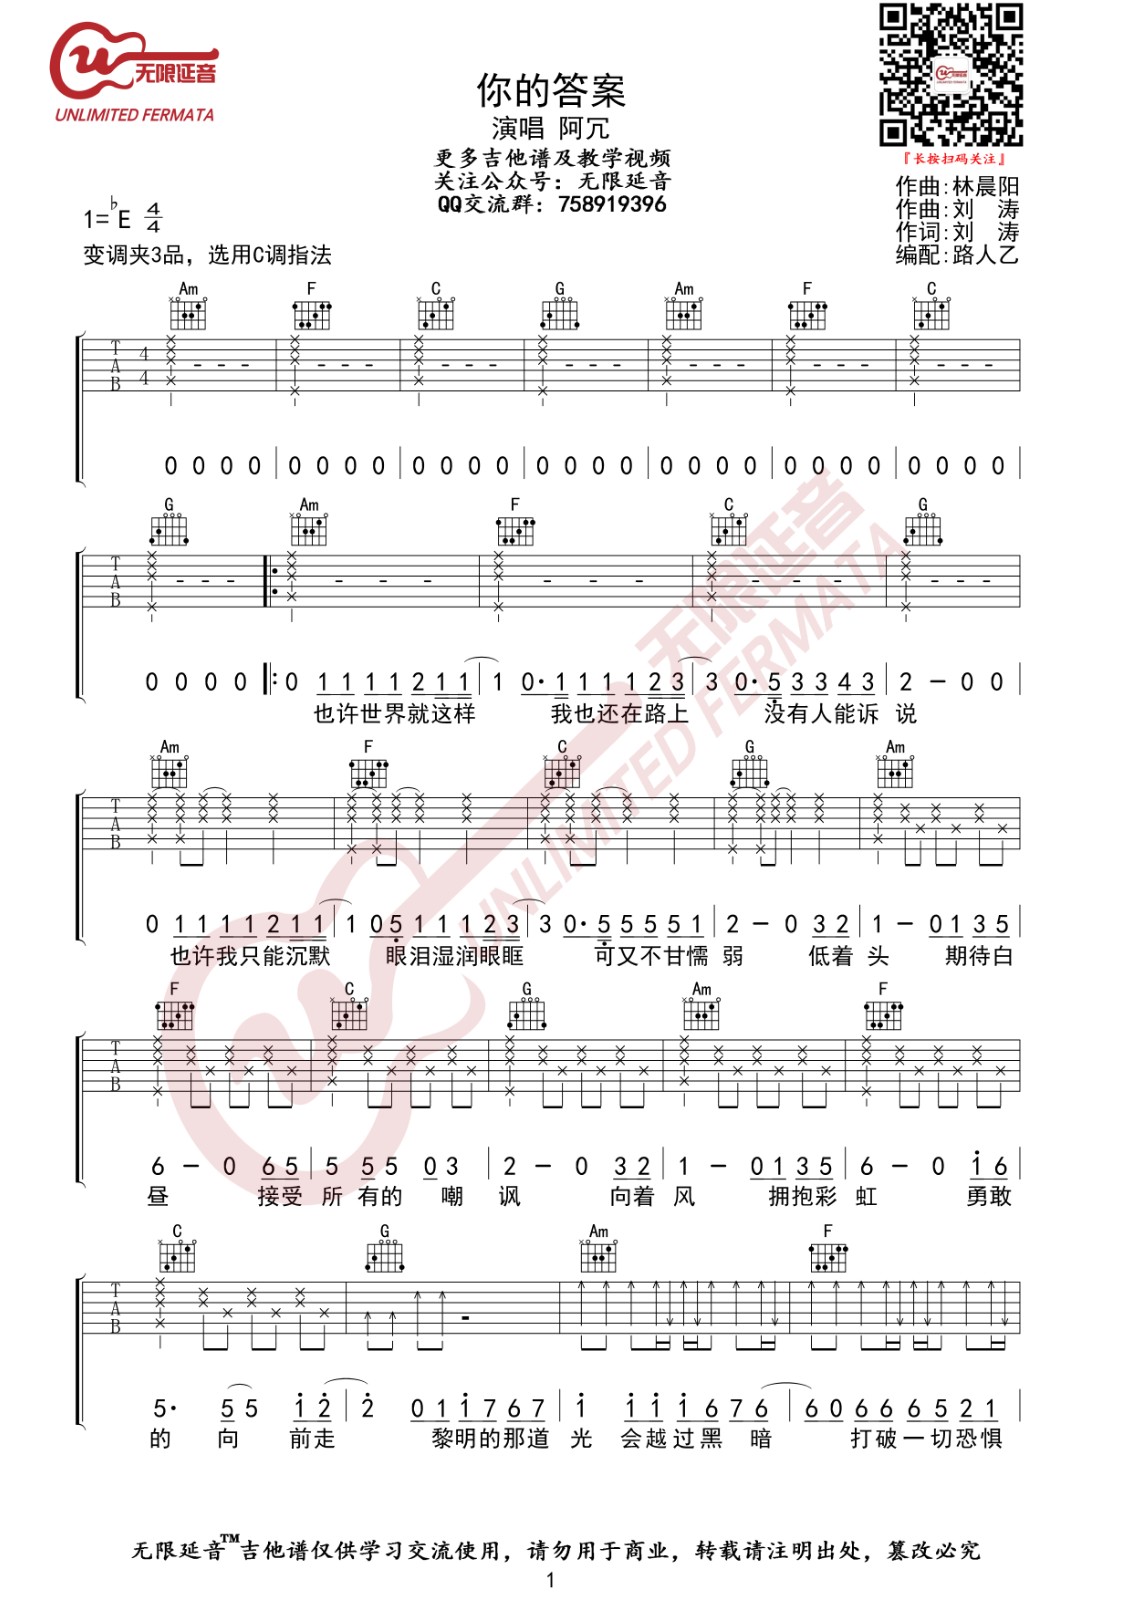 无限延音
UNLIMITED FERMATA
你的答案
演唱 阿冗
更多吉他谱及教学视频
关注公众号：无限延音
QQ交流群：758919396
『长按扫码关注』
作曲:林晨阳
作曲:刘 涛
作词:刘 涛
编配:路人乙
1=♭E 4/4
变调夹3品，选用C调指法
Am F C G Am F C
T A B 4 4
0 0 0 0 | 0 0 0 0 | 0 0 0 0 | 0 0 0 0 | 0 0 0 0 | 0 0 0 0 | 0 0 0 0 |
G Am F C G
T A B
0 0 0 0 |: 0 1 1 1 1 2 1 1 | 1 0· 1 1 1 1 2 3 | 3 0· 5 3 3 4 3 | 2 – 0 0 |
也许世界就这样 我也还在路上 没有人能诉 说
Am F C G Am
T A B
0 1 1 1 1 2 1 1 | 1 0 5 1 1 1 2 3 | 3 0· 5 5 5 5 5 1 | 2 – 0 3 2 | 1 – 0 1 3 5 |
也许我只能沉默 眼泪湿润眼眶 可又不甘懦 弱 低着 头 期待白
F C G Am F
T A B
6 – 0 6 5 | 5 5 5 0 3 | 2 – 0 3 2 | 1 – 0 1 3 5 | 6 – 0 i 6 |
昼 接受 所 有的 嘲 讽 向着 风 拥抱彩 虹 勇敢
C G Am F
T A B
5· 5 5 i 2 | 2 0 1 i 7 6 7 | i i i i 6 7 6 | 6 0 6 6 6 5 2 1 |
的 向 前走 黎明的那道 光 会越过黑 暗 打破一切恐惧
无限延音™吉他谱仅供学习交流使用，请勿用于商业，转载请注明出处，篡改必究
1
无限延音
UNLIMITED FERMATA